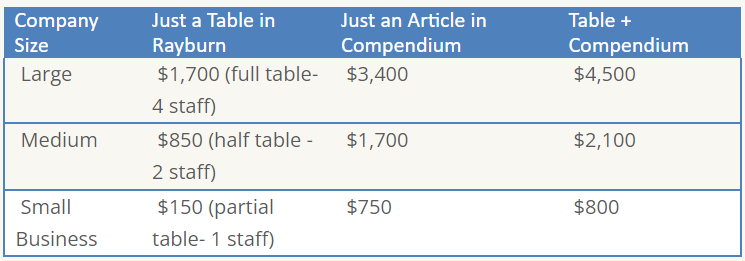 Company Size | Just a Table in Rayburn | Just an Article in Compendium | Table + Compendium
Large | $1,700 (full table- 4 staff) | $3,400 | $4,500
Medium | $850 (half table - 2 staff) | $1,700 | $2,100
Small Business | $150 (partial table- 1 staff) | $750 | $800